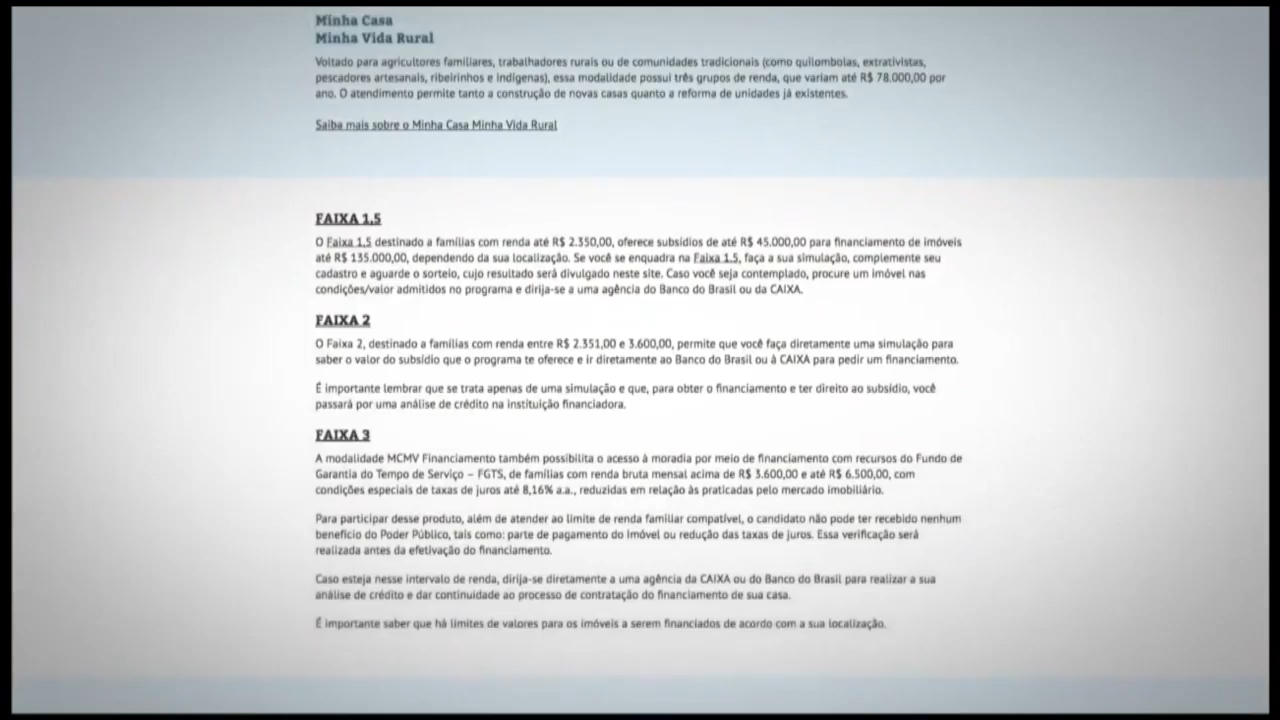 Minha Casa
Minha Vida Rural
Voltado para agricultores familiares, trabalhadores rurais ou de comunidades tradicionais (como quilombolas, extrativistas,
pescadores artesanais, ribeirinhos e indígenas), essa modalidade possui três grupos de renda, que variam até R$ 78.000,00 por
ano. O atendimento permite tanto a construção de novas casas quanto a reforma de unidades já existentes.
Saiba mais sobre o Minha Casa Minha Vida Rural
FAIXA 1,5
O Faixa 1,5 destinado a famílias com renda até R$ 2.350,00, oferece subsídios de até R$ 45.000,00 para financiamento de imóveis
até R$ 135.000,00, dependendo da sua localização. Se você se enquadra na Faixa 1.5, faça a sua simulação, complemente seu
cadastro e aguarde o sorteio, cujo resultado será divulgado neste site. Caso você seja contemplado, procure um imóvel nas
condições/valor admitidos no programa e dirija-se a uma agência do Banco do Brasil ou da CAIXA.
FAIXA 2
O Faixa 2, destinado a famílias com renda entre R$ 2.351,00 e 3.600,00, permite que você faça diretamente uma simulação para
saber o valor do subsídio que o programa te oferece e ir diretamente ao Banco do Brasil ou à CAIXA para pedir um financiamento.
É importante lembrar que se trata apenas de uma simulação e que, para obter o financiamento e ter direito ao subsídio, você
passará por uma análise de crédito na instituição financiadora.
FAIXA 3
A modalidade MCMV Financiamento também possibilita o acesso à moradia por meio de financiamento com recursos do Fundo de
Garantia do Tempo de Serviço – FGTS, de famílias com renda bruta mensal acima de R$ 3.600,00 e até R$ 6.500,00, com
condições especiais de taxas de juros até 8,16% a.a., reduzidas em relação às praticadas pelo mercado imobiliário.
Para participar desse produto, além de atender ao limite de renda familiar compatível, o candidato não pode ter recebido nenhum
benefício do Poder Público, tais como: parte de pagamento do imóvel ou redução das taxas de juros. Essa verificação será
realizada antes da efetivação do financiamento.
Caso esteja nesse intervalo de renda, dirija-se diretamente a uma agência da CAIXA ou do Banco do Brasil para realizar a sua
análise de crédito e dar continuidade ao processo de contratação do financiamento de sua casa.
É importante saber que há limites de valores para os imóveis a serem financiados de acordo com a sua localização.